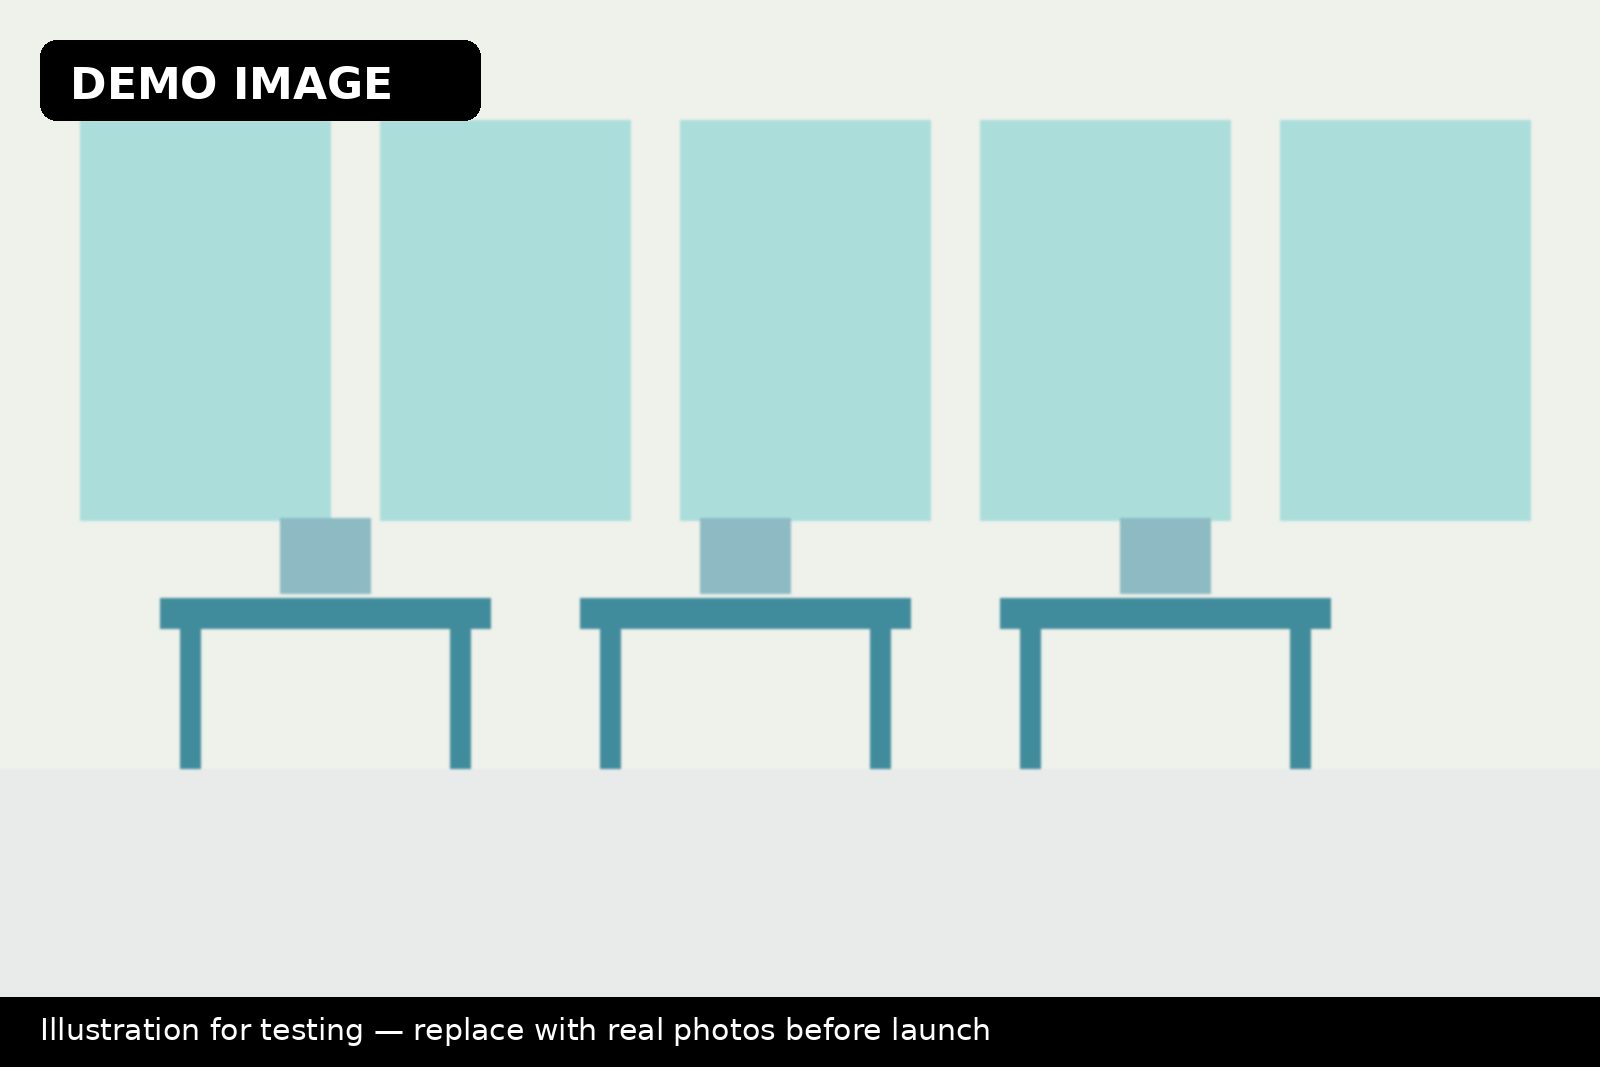 DEMO IMAGE
Illustration for testing — replace with real photos before launch